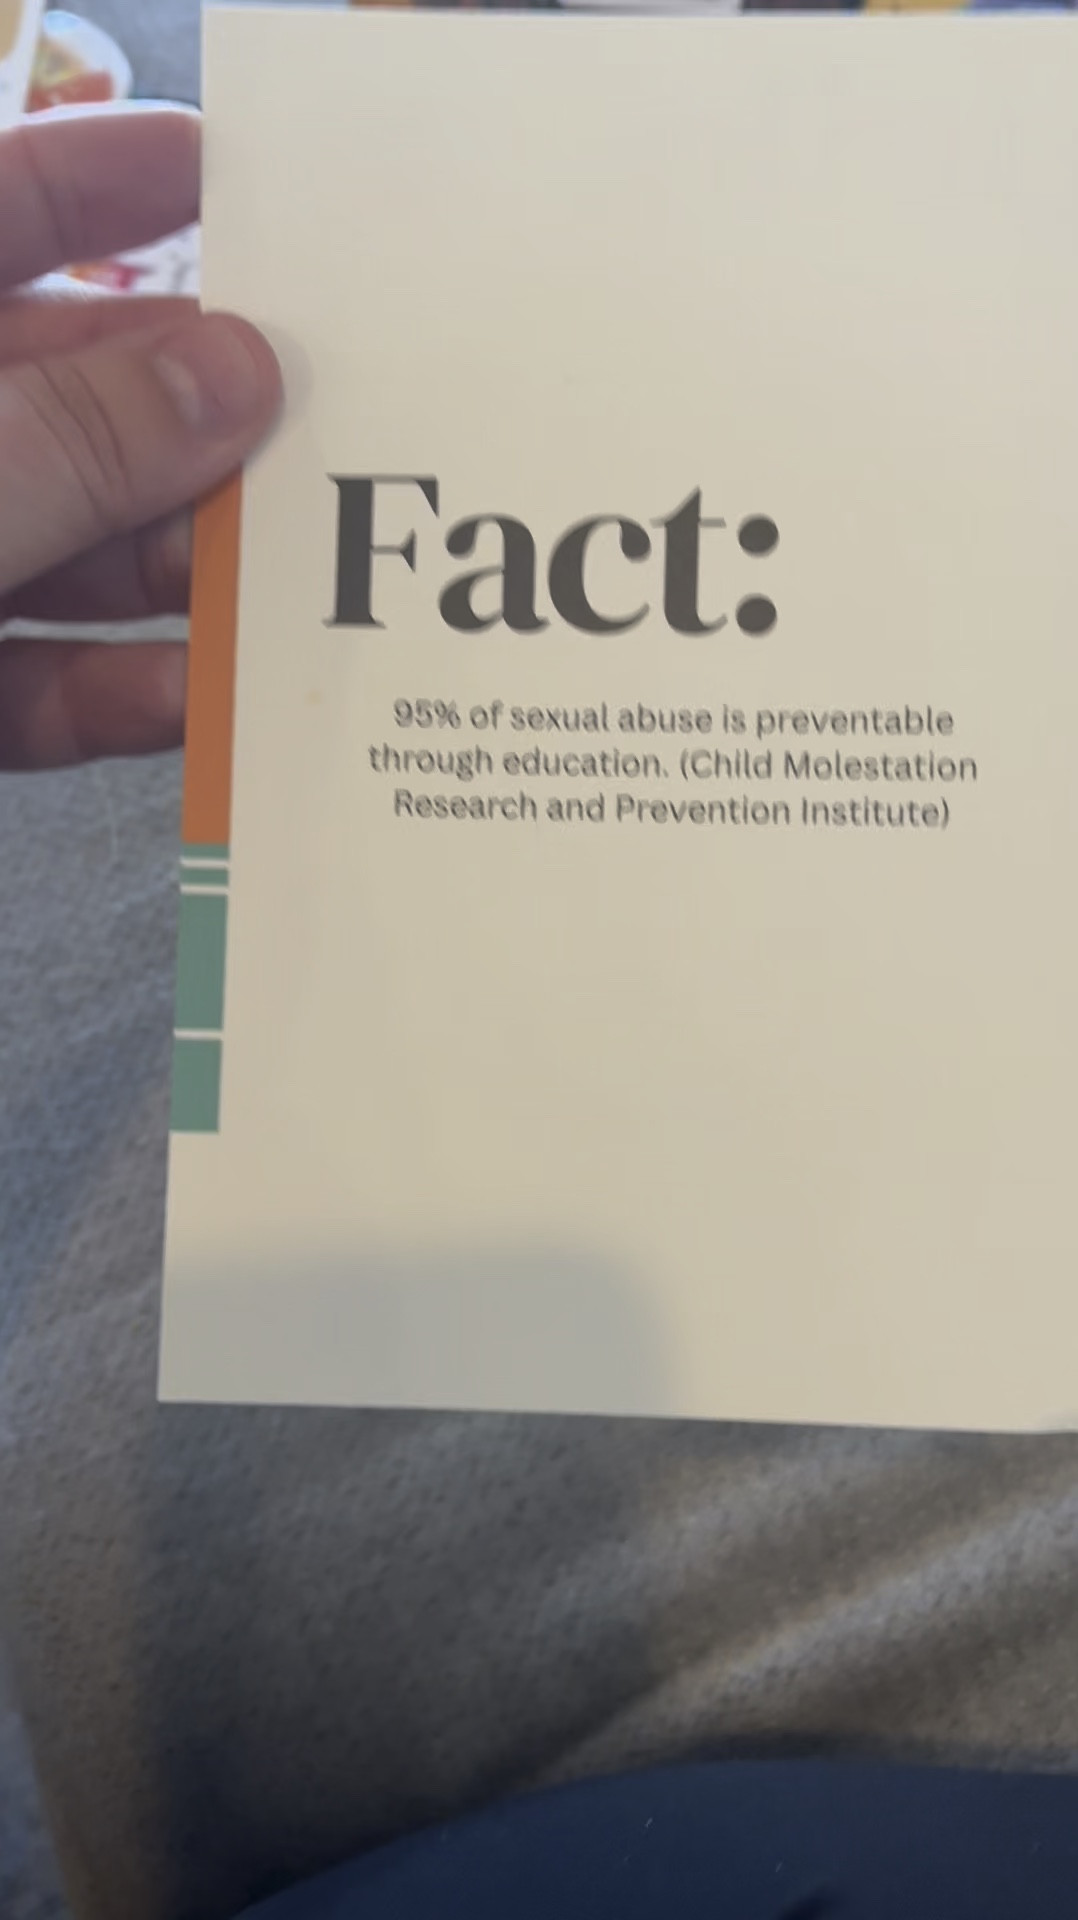 Fact:
95% of sexual abuse is preventable
through education. (Child Molestation
Research and Prevention Institute)